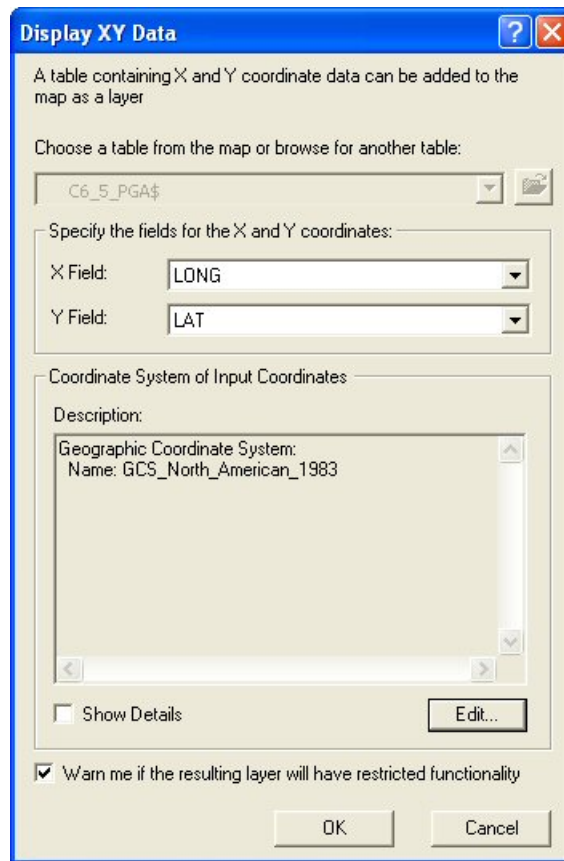 Display XY Data
A table containing X and Y coordinate data can be added to the
map as a layer
Choose a table from the map or browse for another table:
C6_5_PGA$
Specify the fields for the X and Y coordinates:
X Field:
LONG
Y Field:
LAT
Coordinate System of Input Coordinates
Description:
Geographic Coordinate System:
Name: GCS_North_American_1983
Show Details
Edit...
Warn me if the resulting layer will have restricted functionality
OK
Cancel